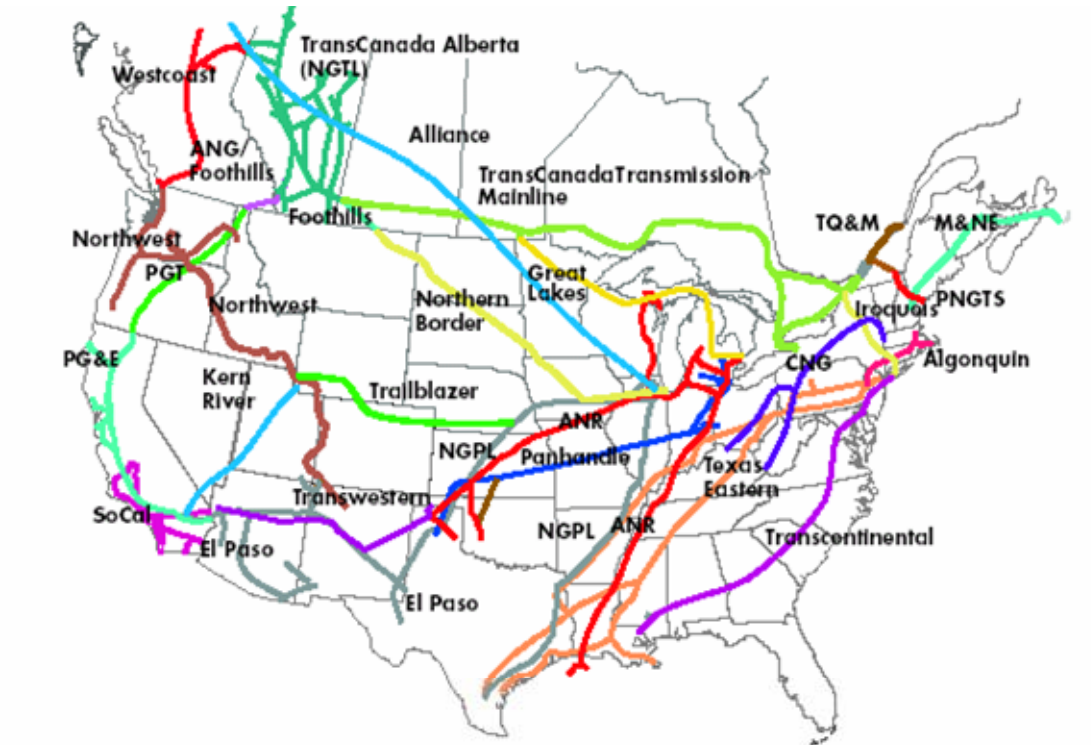 TransCanada Alberta
(NGTL)
Westcoast
Alliance
ANG/
Foothills
TransCanadaTransmission
Mainline
Foothills
TQ&M
M&NE
Northwest
PGT
Great
Lakes
Northwest
Northern
Border
PNGTS
Iroquois
PG&E
CNG
Algonquin
Kern
River
Trailblazer
ANR
NGPL
Panhandle
Texas
Eastern
Transwestern
SoCal
NGPL
ANR
Transcontinental
El Paso
El Paso